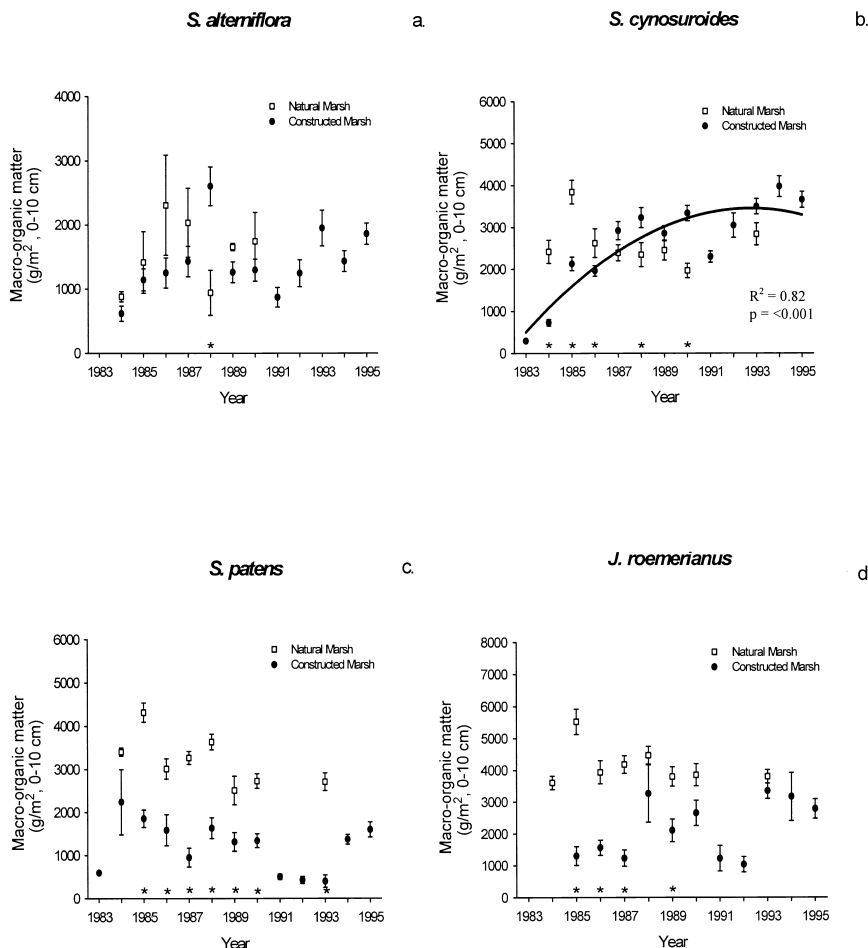 S. alterniflora
a.
4000
3000
2000
1000
0
Macro-organic matter
(g/m², 0-10 cm)
Natural Marsh
Constructed Marsh
*
1983 1985 1987 1989 1991 1993 1995
Year
S. cynosuroides
b.
6000
5000
4000
3000
2000
1000
0
Macro-organic matter
(g/m², 0-10 cm)
Natural Marsh
Constructed Marsh
R² = 0.82
p = <0.001
* * * * *
1983 1985 1987 1989 1991 1993 1995
Year
S. patens
c.
6000
5000
4000
3000
2000
1000
0
Macro-organic matter
(g/m², 0-10 cm)
Natural Marsh
Constructed Marsh
* * * * * * *
1983 1985 1987 1989 1991 1993 1995
Year
J. roemerianus
d
8000
7000
6000
5000
4000
3000
2000
1000
0
Macro-organic matter
(g/m², 0-10 cm)
Natural Marsh
Constructed Marsh
* * * *
1983 1985 1987 1989 1991 1993 1995
Year